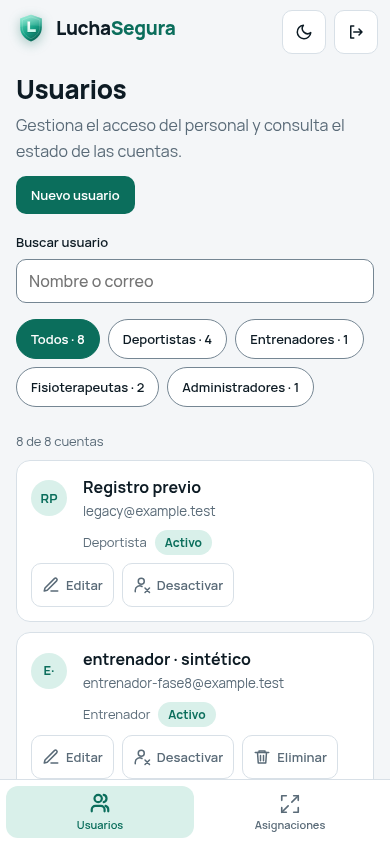 LuchaSegura
Usuarios
Gestiona el acceso del personal y consulta el
estado de las cuentas.
Nuevo usuario
Buscar usuario
Nombre o correo
Todos · 8
Deportistas · 4
Entrenadores · 1
Fisioterapeutas · 2
Administradores · 1
8 de 8 cuentas
RP
Registro previo
legacy@example.test
Deportista
Activo
Editar
Desactivar
E·
entrenador · sintético
entrenador-fase8@example.test
Entrenador
Activo
Editar
Desactivar
Eliminar
Usuarios
Asignaciones